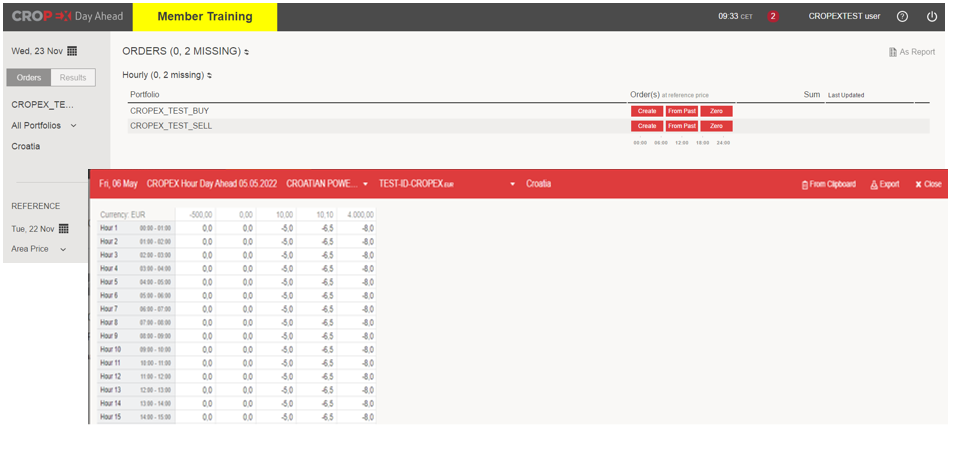 CROPEX Day Ahead Member Training 09:33 CET 2 CROPEXTEST user
Wed, 23 Nov
Orders Results
CROPEX_TE...
All Portfolios
Croatia
REFERENCE
Tue, 22 Nov
Area Price
ORDERS (0, 2 MISSING) As Report
Hourly (0, 2 missing)
Portfolio Order(s) at reference price Sum Last Updated
CROPEX_TEST_BUY Create From Past Zero
CROPEX_TEST_SELL Create From Past Zero
00:00 06:00 12:00 18:00 24:00
Fri, 06 May CROPEX Hour Day Ahead 05.05.2022 CROATIAN POWE... TEST-ID-CROPEX EUR Croatia From Clipboard Export Close
Currency: EUR -500,00 0,00 10,00 10,10 4.000,00
Hour 1 00:00 - 01:00 0,0 0,0 -5,0 -6,5 -8,0
Hour 2 01:00 - 02:00 0,0 0,0 -5,0 -6,5 -8,0
Hour 3 02:00 - 03:00 0,0 0,0 -5,0 -6,5 -8,0
Hour 4 03:00 - 04:00 0,0 0,0 -5,0 -6,5 -8,0
Hour 5 04:00 - 05:00 0,0 0,0 -5,0 -6,5 -8,0
Hour 6 05:00 - 06:00 0,0 0,0 -5,0 -6,5 -8,0
Hour 7 06:00 - 07:00 0,0 0,0 -5,0 -6,5 -8,0
Hour 8 07:00 - 08:00 0,0 0,0 -5,0 -6,5 -8,0
Hour 9 08:00 - 09:00 0,0 0,0 -5,0 -6,5 -8,0
Hour 10 09:00 - 10:00 0,0 0,0 -5,0 -6,5 -8,0
Hour 11 10:00 - 11:00 0,0 0,0 -5,0 -6,5 -8,0
Hour 12 11:00 - 12:00 0,0 0,0 -5,0 -6,5 -8,0
Hour 13 12:00 - 13:00 0,0 0,0 -5,0 -6,5 -8,0
Hour 14 13:00 - 14:00 0,0 0,0 -5,0 -6,5 -8,0
Hour 15 14:00 - 15:00 0,0 0,0 -5,0 -6,5 -8,0